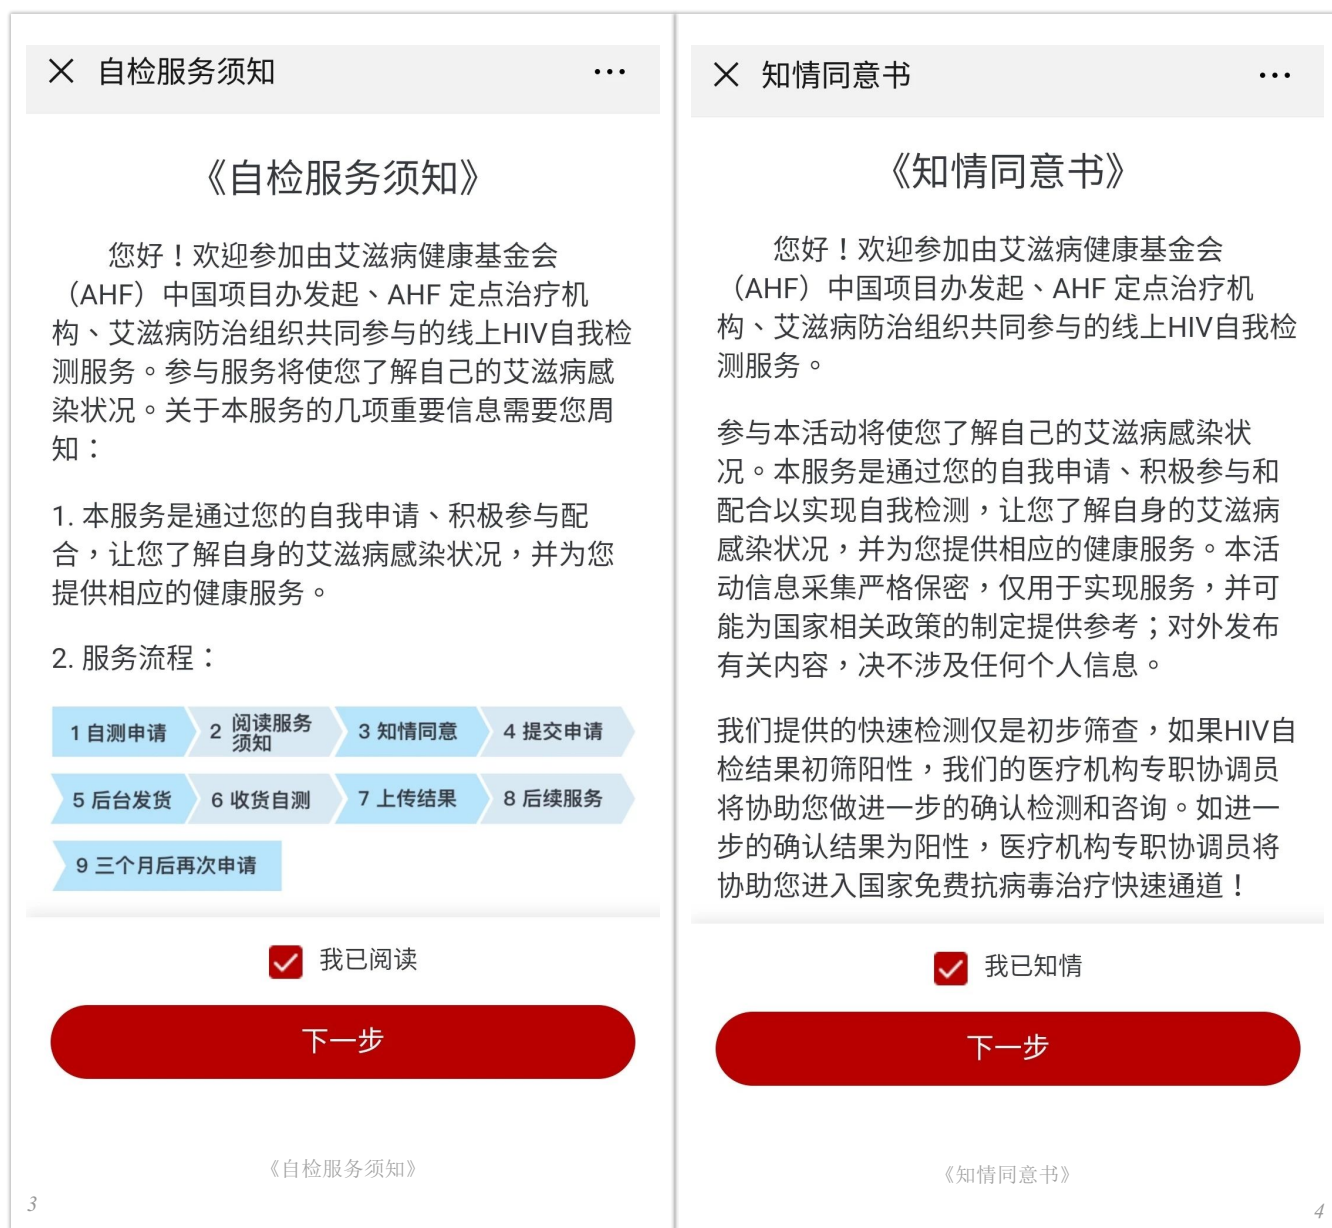 自检服务须知
《自检服务须知》
您好！欢迎参加由艾滋病健康基金会
（AHF）中国项目办发起、AHF 定点治疗机
构、艾滋病防治组织共同参与的线上HIV自我检
测服务。参与服务将使您了解自己的艾滋病感
染状况。关于本服务的几项重要信息需要您周
知：
1. 本服务是通过您的自我申请、积极参与配
合，让您了解自身的艾滋病感染状况，并为您
提供相应的健康服务。
2. 服务流程：
1 自测申请
2 阅读服务
须知
3 知情同意
4 提交申请
5 后台发货
6 收货自测
7 上传结果
8 后续服务
9 三个月后再次申请
我已阅读
下一步
《自检服务须知》
3
知情同意书
《知情同意书》
您好！欢迎参加由艾滋病健康基金会
（AHF）中国项目办发起、AHF 定点治疗机
构、艾滋病防治组织共同参与的线上HIV自我检
测服务。
参与本活动将使您了解自己的艾滋病感染状
况。本服务是通过您的自我申请、积极参与和
配合以实现自我检测，让您了解自身的艾滋病
感染状况，并为您提供相应的健康服务。本活
动信息采集严格保密，仅用于实现服务，并可
能为国家相关政策的制定提供参考；对外发布
有关内容，决不涉及任何个人信息。
我们提供的快速检测仅是初步筛查，如果HIV自
检结果初筛阳性，我们的医疗机构专职协调员
将协助您做进一步的确认检测和咨询。如进一
步的确认结果为阳性，医疗机构专职协调员将
协助您进入国家免费抗病毒治疗快速通道！
我已知情
下一步
《知情同意书》
4